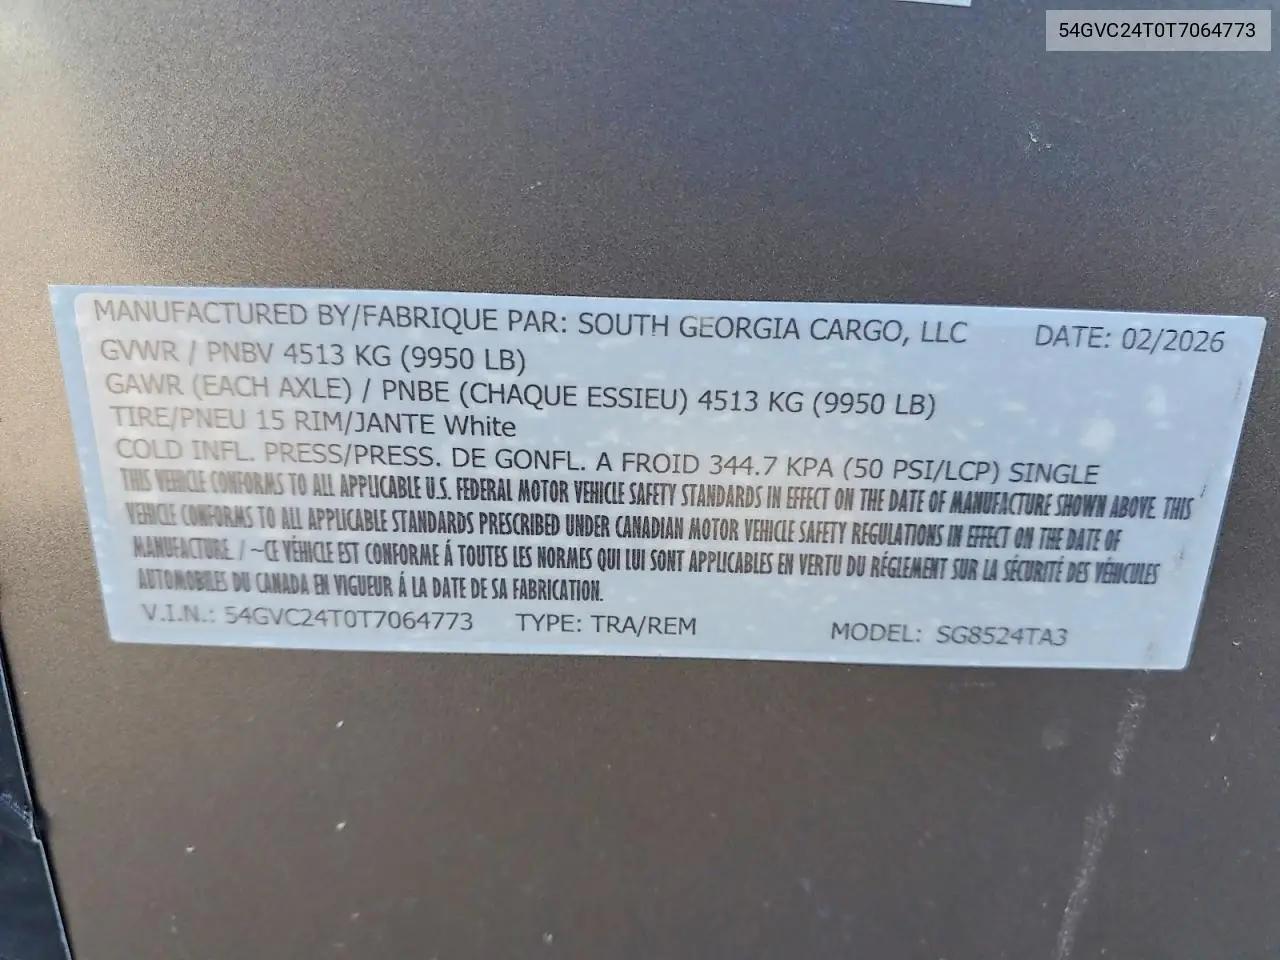 54GVC24T0T7064773
MANUFACTURED BY/FABRIQUE PAR: SOUTH GEORGIA CARGO, LLC DATE: 02/2026
GVWR / PNBV 4513 KG (9950 LB)
GAWR (EACH AXLE) / PNBE (CHAQUE ESSIEU) 4513 KG (9950 LB)
TIRE/PNEU 15 RIM/JANTE White
COLD INFL. PRESS/PRESS. DE GONFL. A FROID 344.7 KPA (50 PSI/LCP) SINGLE
THIS VEHICLE CONFORMS TO ALL APPLICABLE U.S. FEDERAL MOTOR VEHICLE SAFETY STANDARDS IN EFFECT ON THE DATE OF MANUFACTURE SHOWN ABOVE. THIS
VEHICLE CONFORMS TO ALL APPLICABLE STANDARDS PRESCRIBED UNDER CANADIAN MOTOR VEHICLE SAFETY REGULATIONS IN EFFECT ON THE DATE OF
MANUFACTURE. / ~CE VÉHICLE EST CONFORME Á TOUTES LES NORMES QUI LUI SONT APPLICABLES EN VERTU DU RÉGLEMENT SUR LA SÉCURITÉ DES VÉHICULES
AUTOMOBILES DU CANADA EN VIGUEUR Á LA DATE DE SA FABRICATION.
V.I.N.: 54GVC24T0T7064773 TYPE: TRA/REM MODEL: SG8524TA3